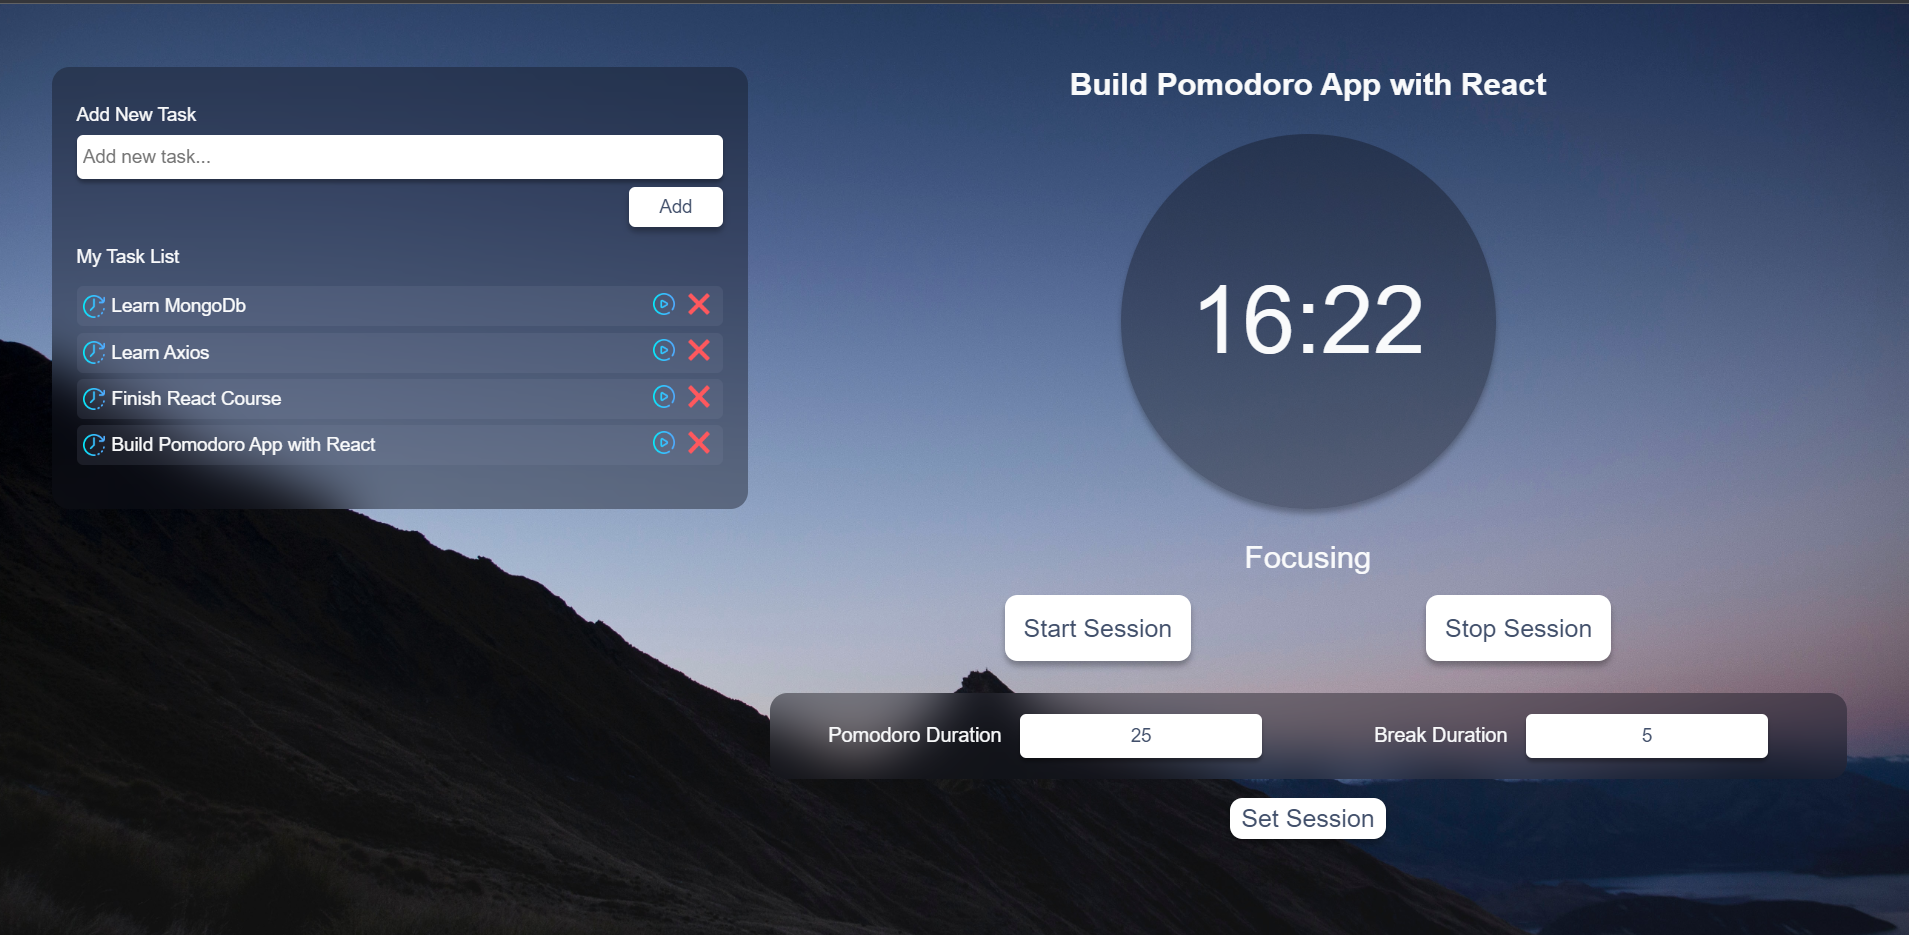 Add New Task
Add new task...
Add
My Task List
Learn MongoDb
Learn Axios
Finish React Course
Build Pomodoro App with React
Build Pomodoro App with React
16:22
Focusing
Start Session
Stop Session
Pomodoro Duration
25
Break Duration
5
Set Session